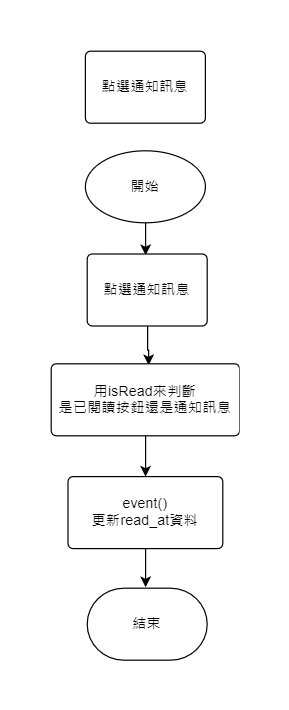 點選通知訊息
開始
點選通知訊息
用isRead來判斷
是已閱讀按鈕還是通知訊息
event()
更新read_at資料
結束